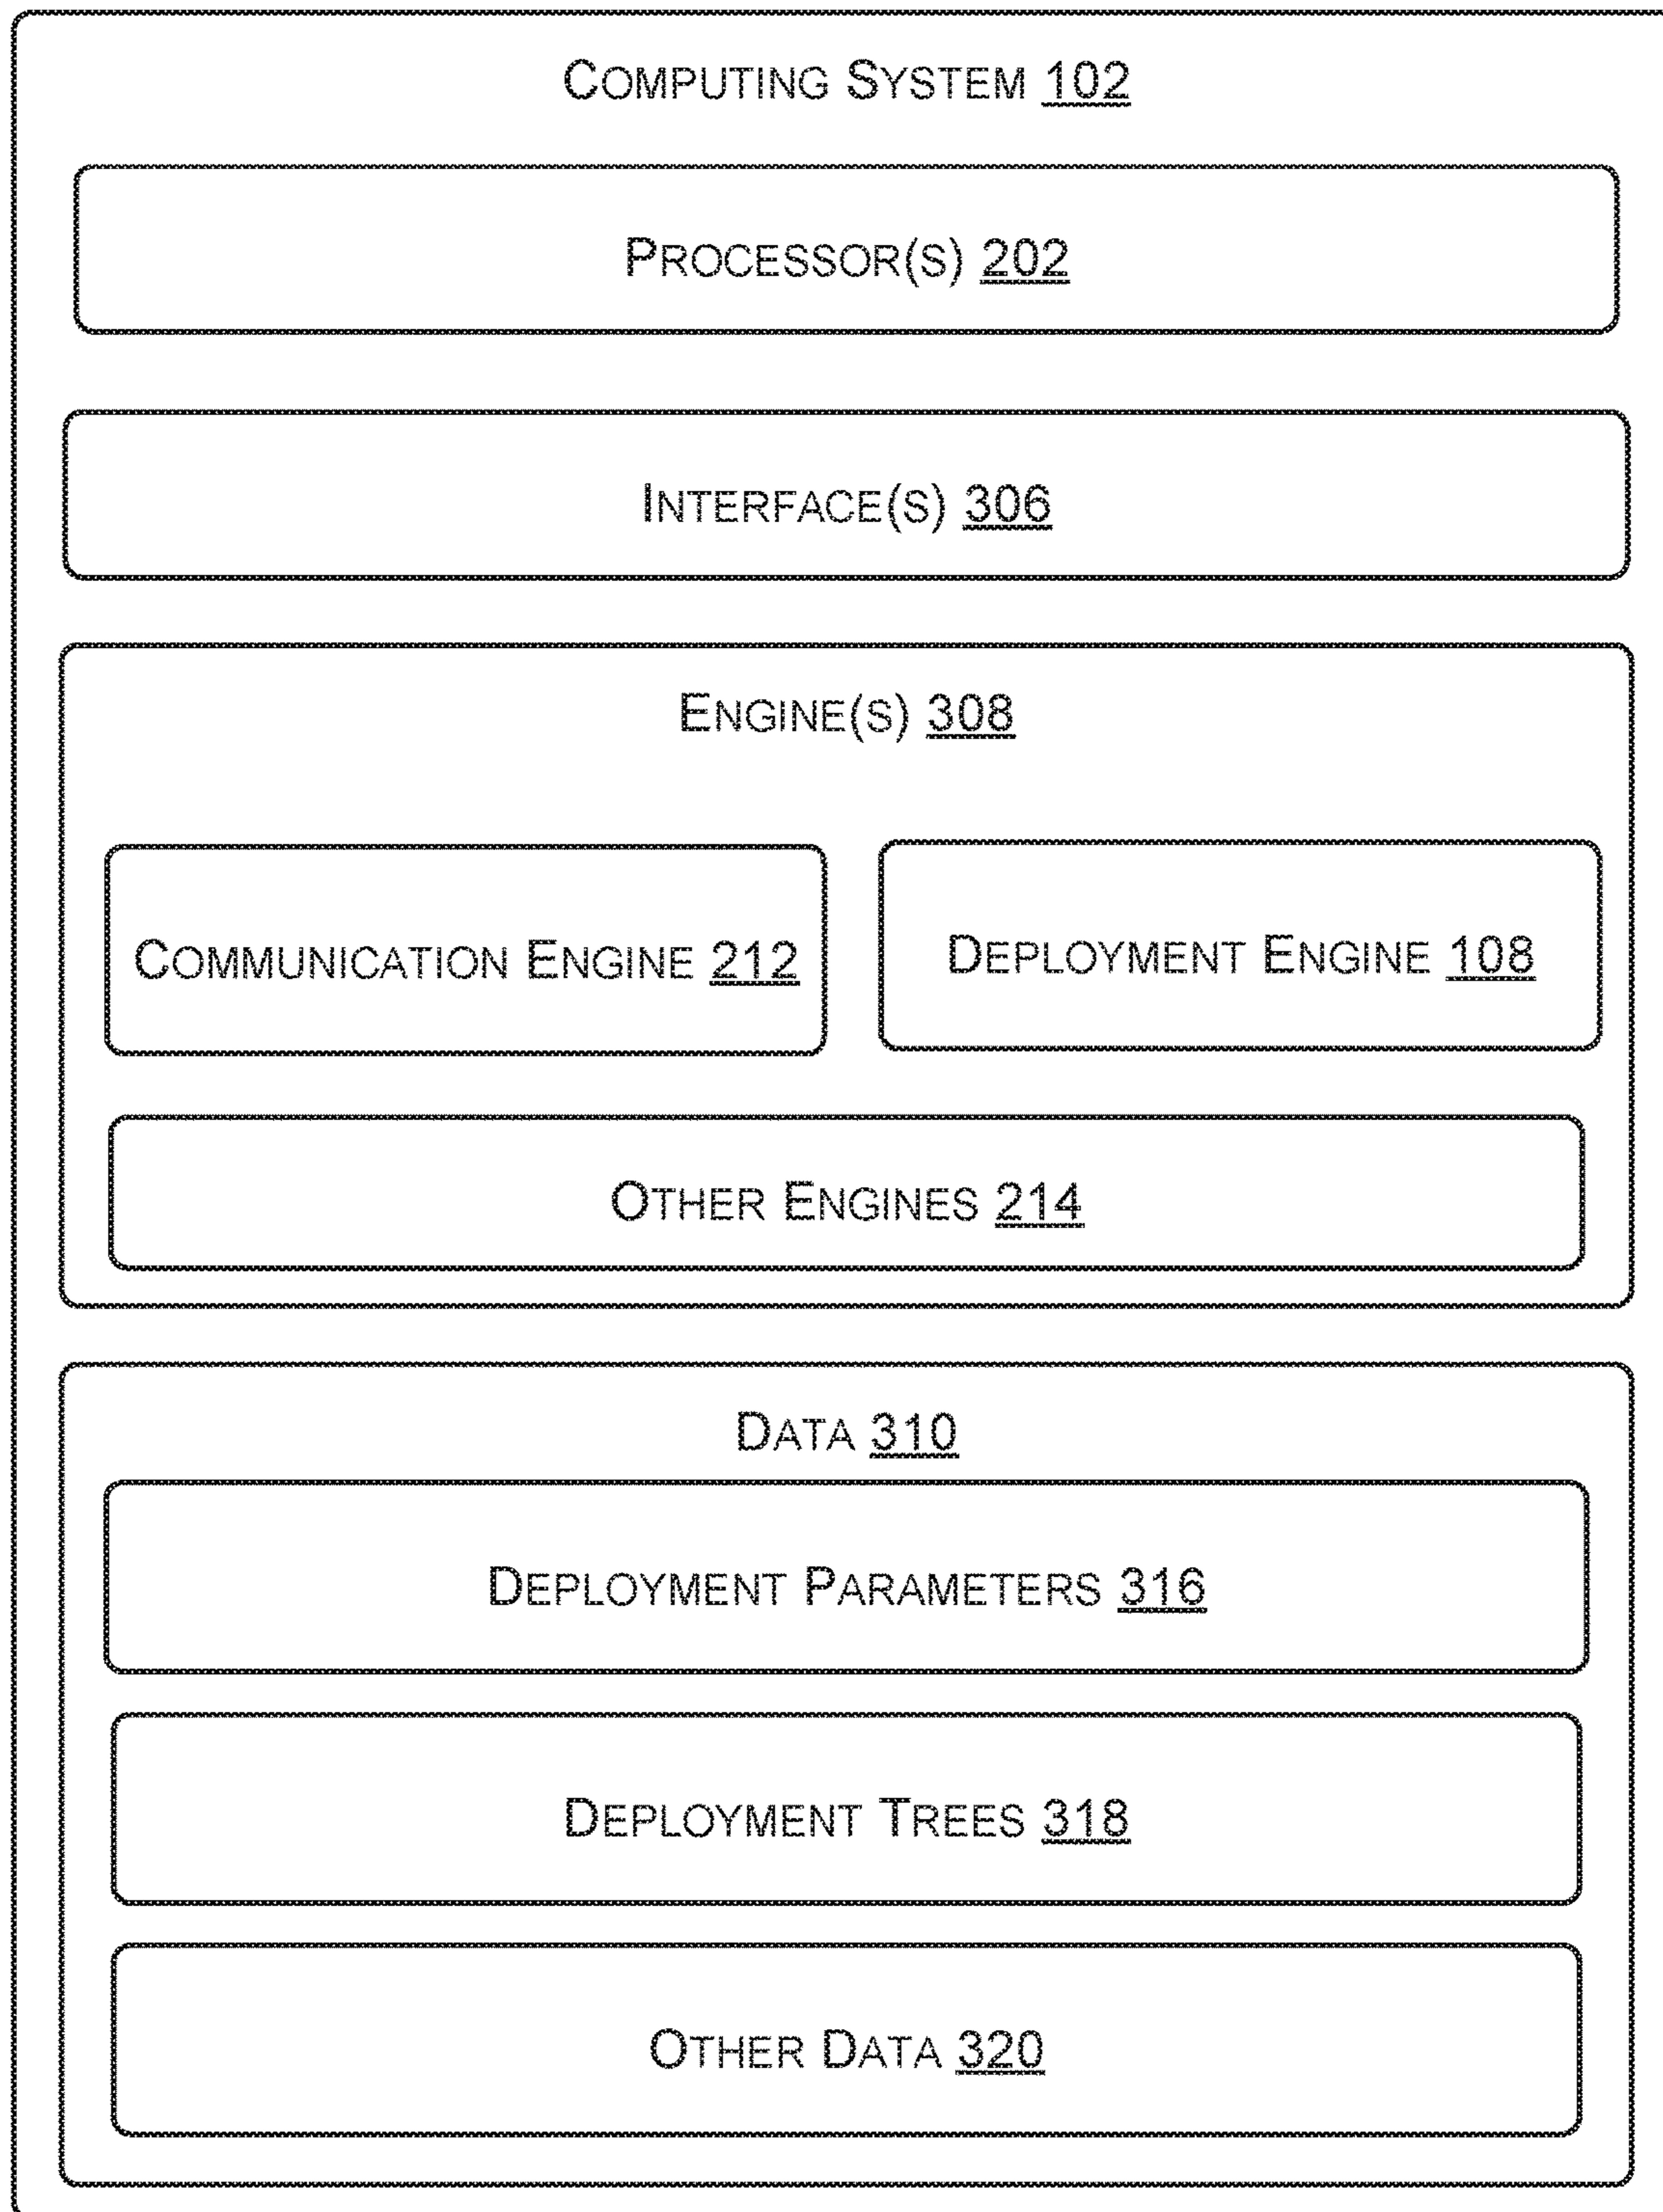 COMPUTING SYSTEM 102
PROCESSOR(S) 202
INTERFACE(S) 306
ENGINE(S) 308
COMMUNICATION ENGINE 212
DEPLOYMENT ENGINE 108
OTHER ENGINES 214
DATA 310
DEPLOYMENT PARAMETERS 316
DEPLOYMENT TREES 318
OTHER DATA 320